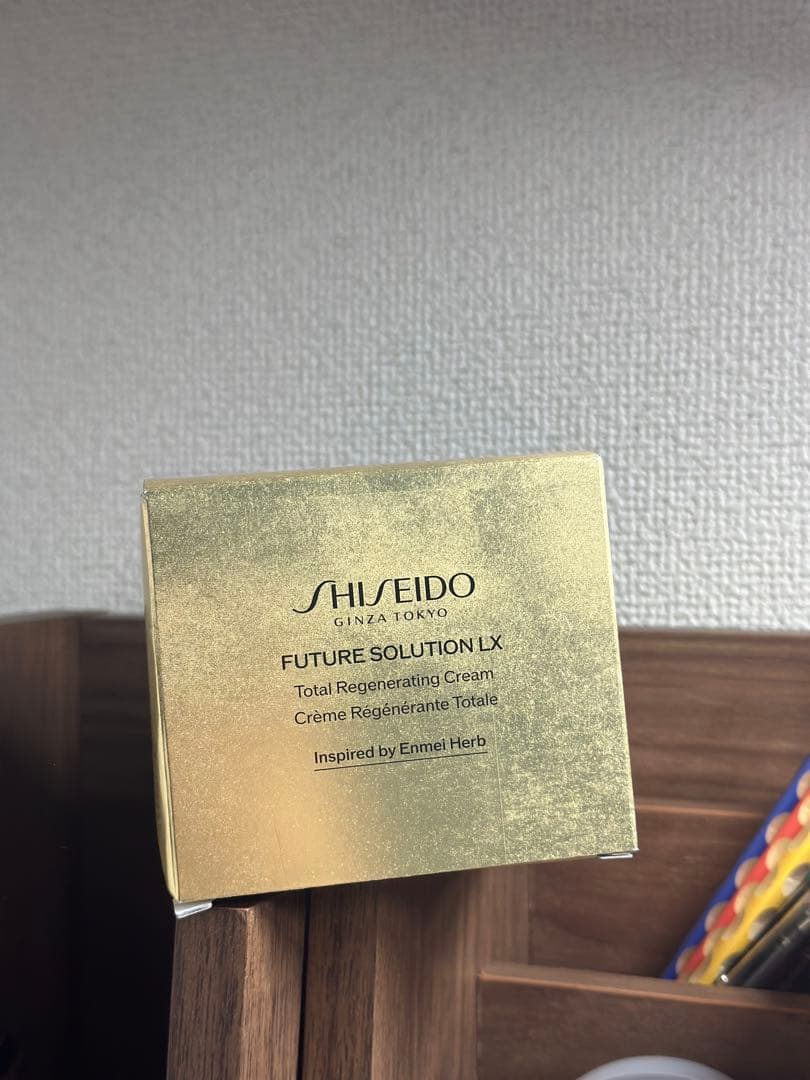 SHISEIDO
GINZA TOKYO
FUTURE SOLUTION LX
Total Regenerating Cream
Crème Régénérante Totale
Inspired by Enmei Herb